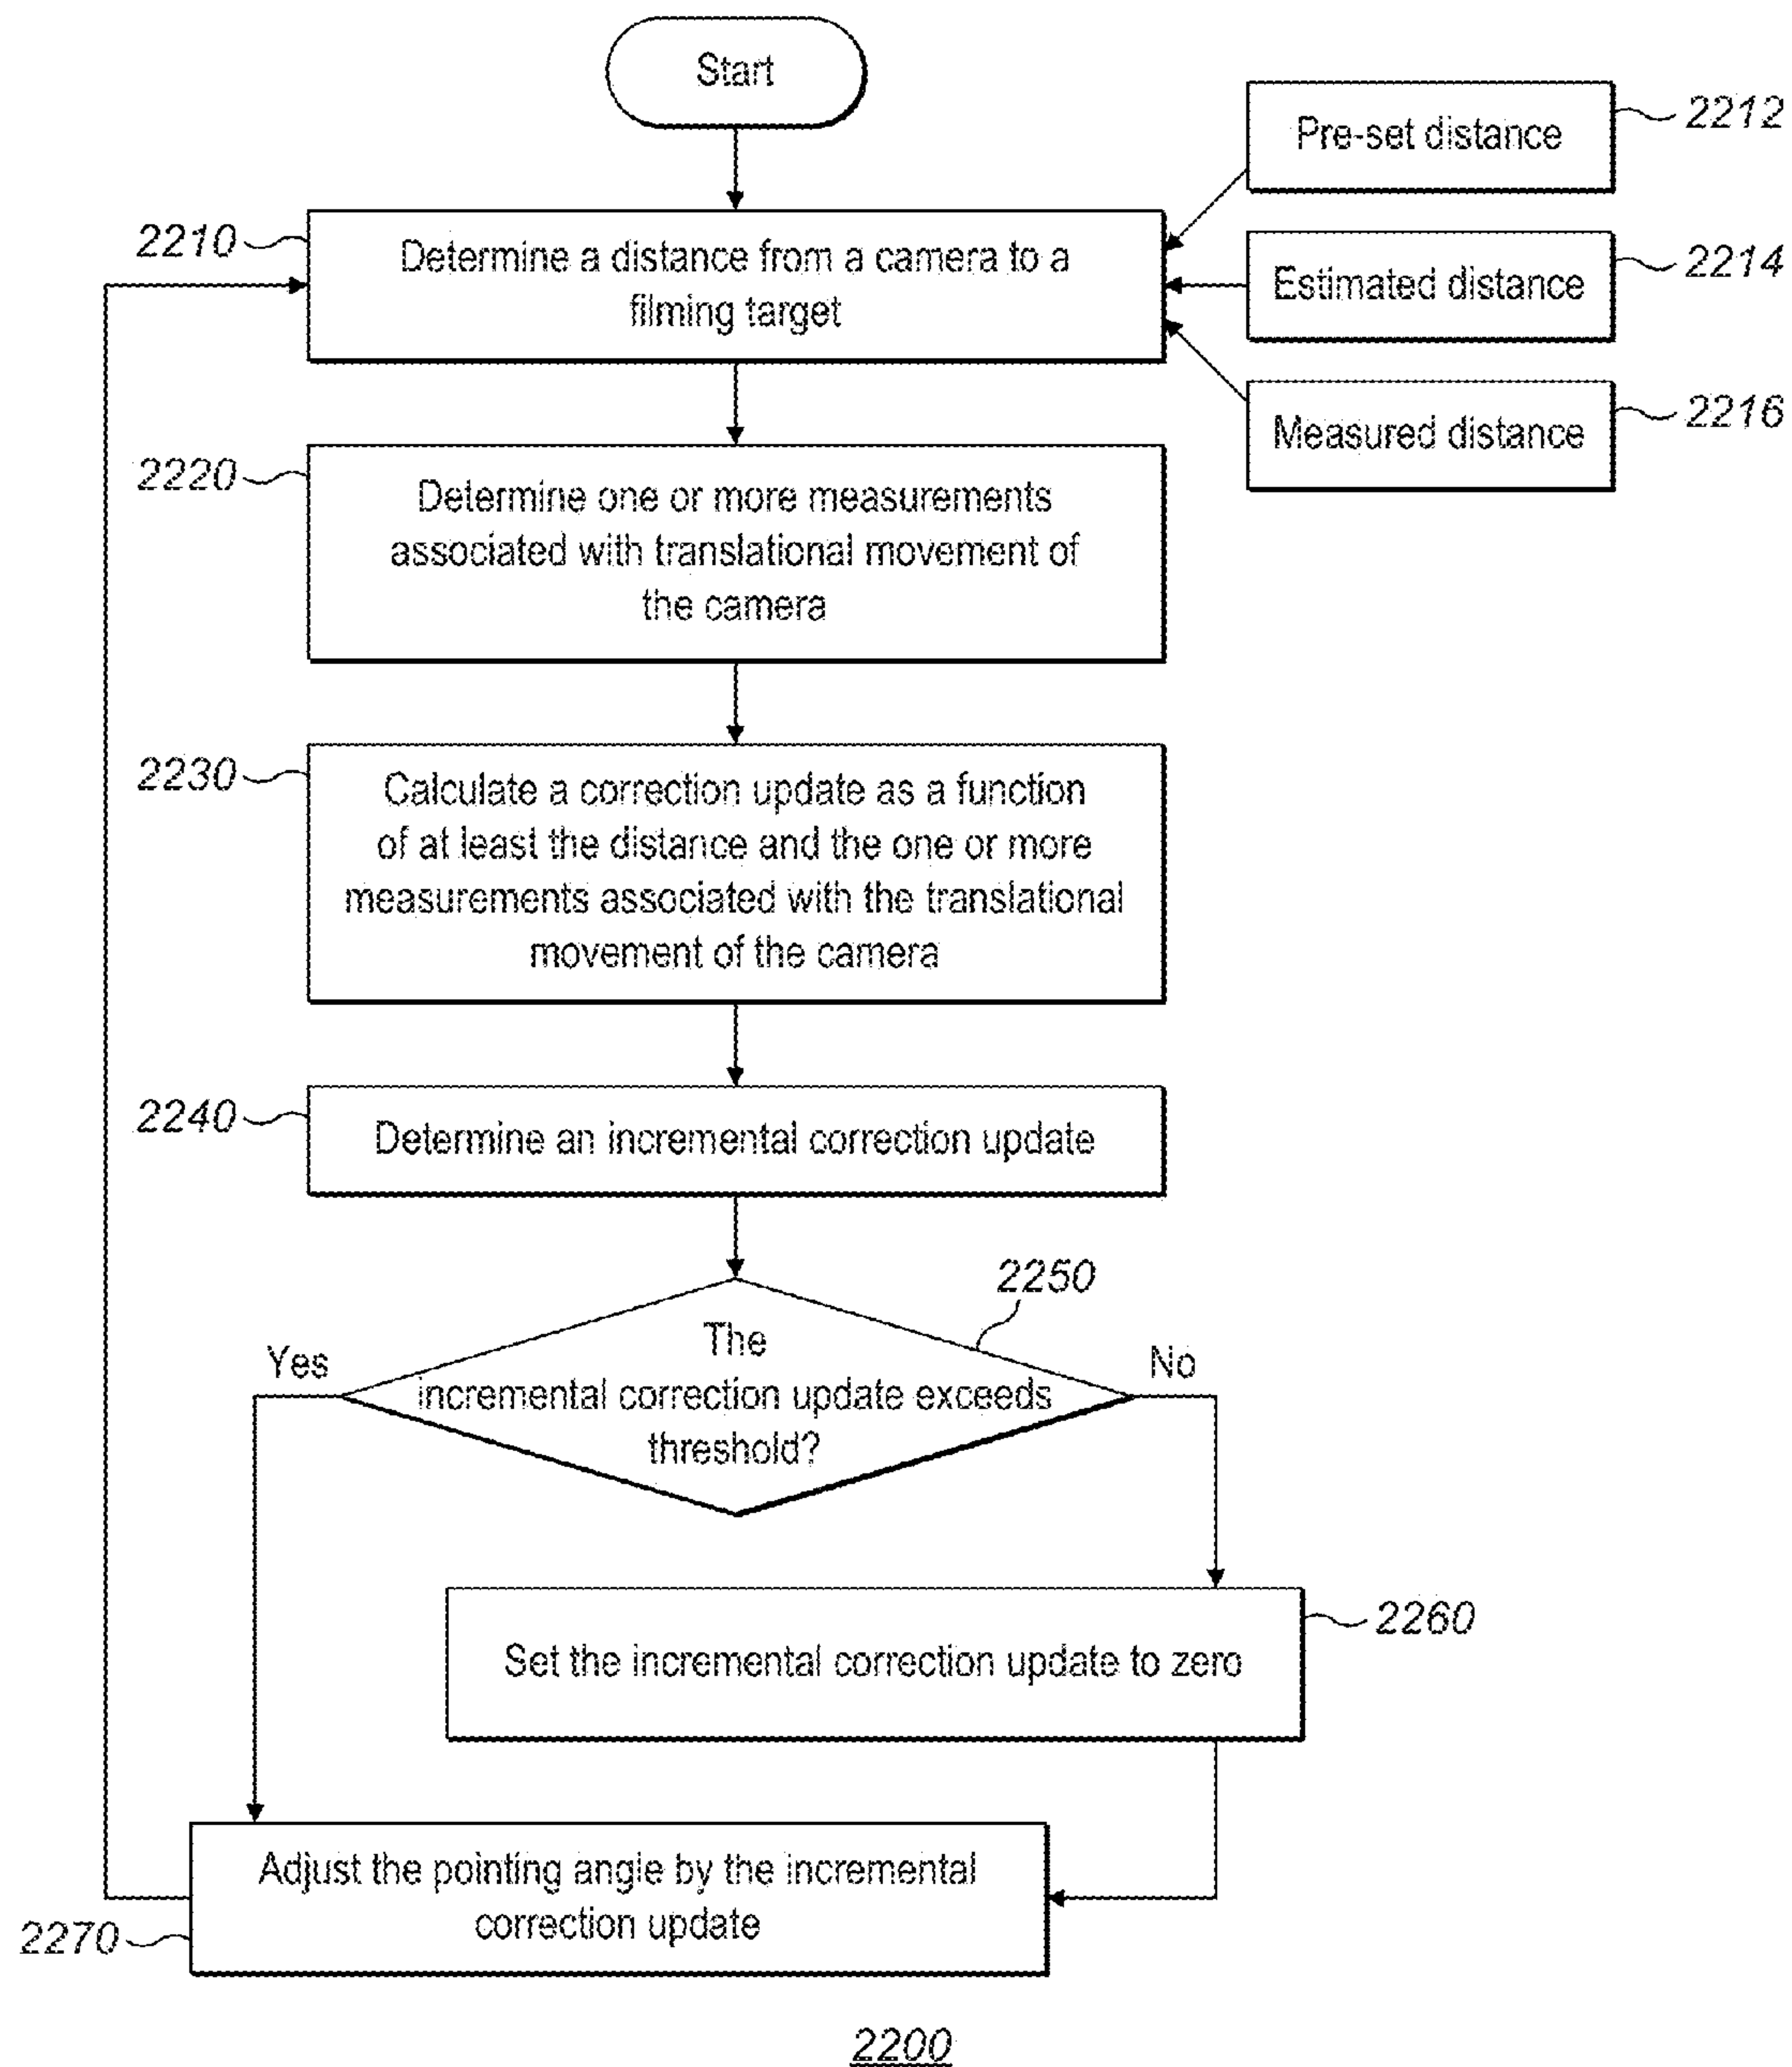 Start
Pre-set distance
2212
2210
Determine a distance from a camera to a
filming target
Estimated distance
2214
Measured distance
2216
2220
Determine one or more measurements
associated with translational movement of
the camera
2230
Calculate a correction update as a function
of at least the distance and the one or more
measurements associated with the translational
movement of the camera
2240
Determine an incremental correction update
2250
The
incremental correction update exceeds
threshold?
Yes
No
2260
Set the incremental correction update to zero
Adjust the pointing angle by the incremental
correction update
2270
2200